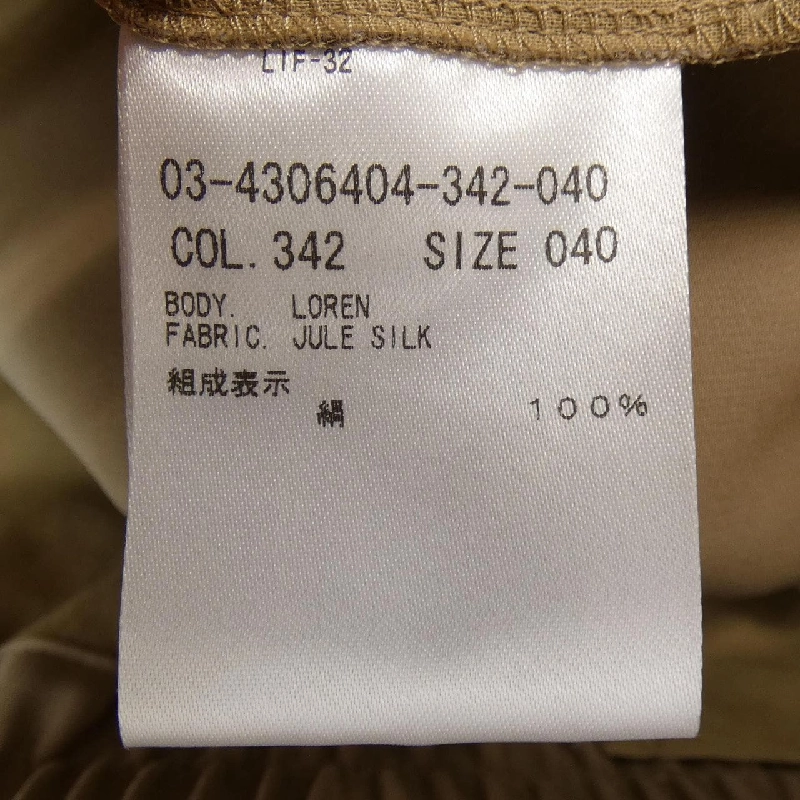 LIF-32
03-4306404-342-040
COL. 342 SIZE 040
BODY. LOREN
FABRIC. JULE SILK
組成表示
絹 100%